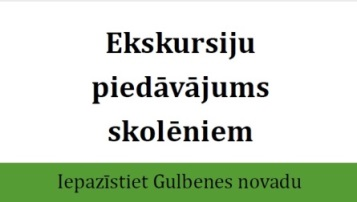 Ekskursiju
piedāvājums
skolēniem
Iepazīstiet Gulbenes novadu